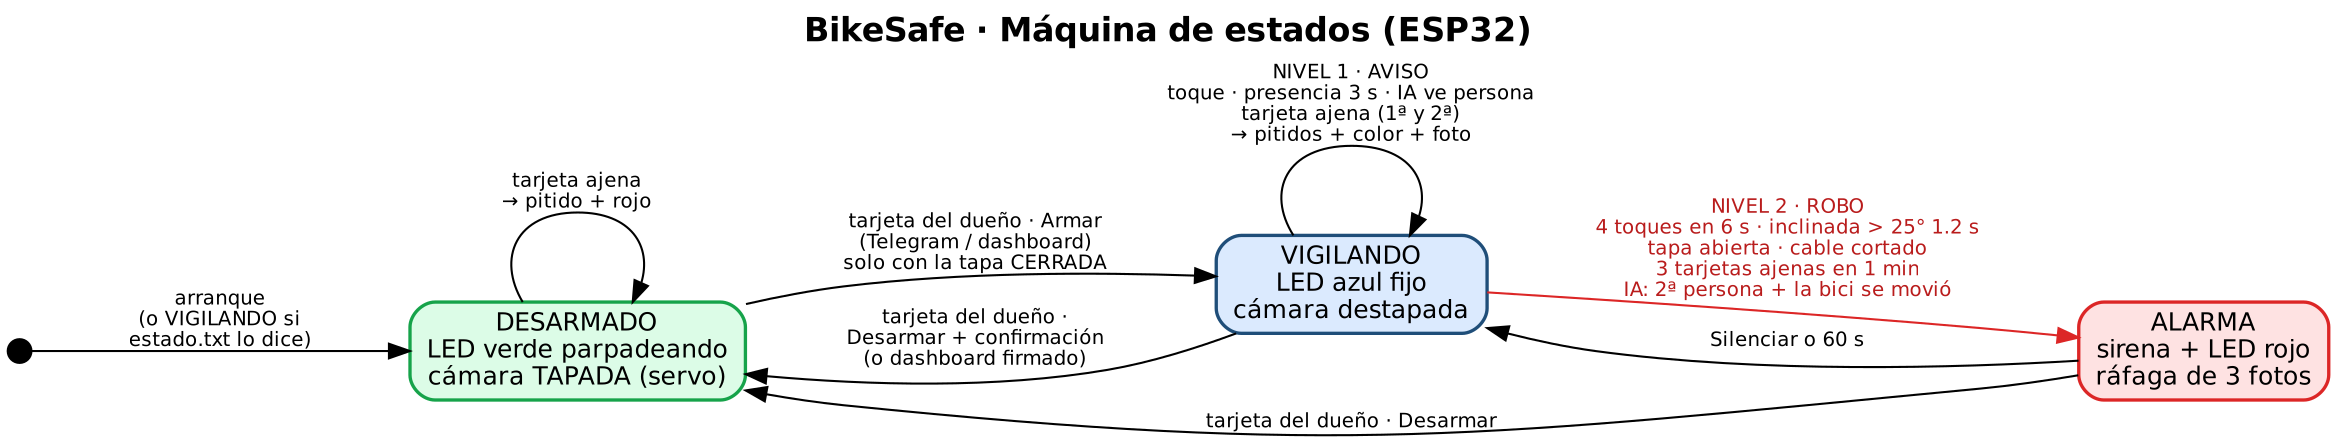 BikeSafe · Máquina de estados (ESP32)
NIVEL 1 · AVISO
toque · presencia 3 s · IA ve persona
tarjeta ajena (1ª y 2ª)
→ pitidos + color + foto
tarjeta ajena
→ pitido + rojo
tarjeta del dueño · Armar
(Telegram / dashboard)
solo con la tapa CERRADA
NIVEL 2 · ROBO
4 toques en 6 s · inclinada > 25° 1.2 s
tapa abierta · cable cortado
3 tarjetas ajenas en 1 min
IA: 2ª persona + la bici se movió
arranque
(o VIGILANDO si
estado.txt lo dice)
DESARMADO
LED verde parpadeando
cámara TAPADA (servo)
tarjeta del dueño ·
Desarmar + confirmación
(o dashboard firmado)
VIGILANDO
LED azul fijo
cámara destapada
Silenciar o 60 s
ALARMA
sirena + LED rojo
ráfaga de 3 fotos
tarjeta del dueño · Desarmar